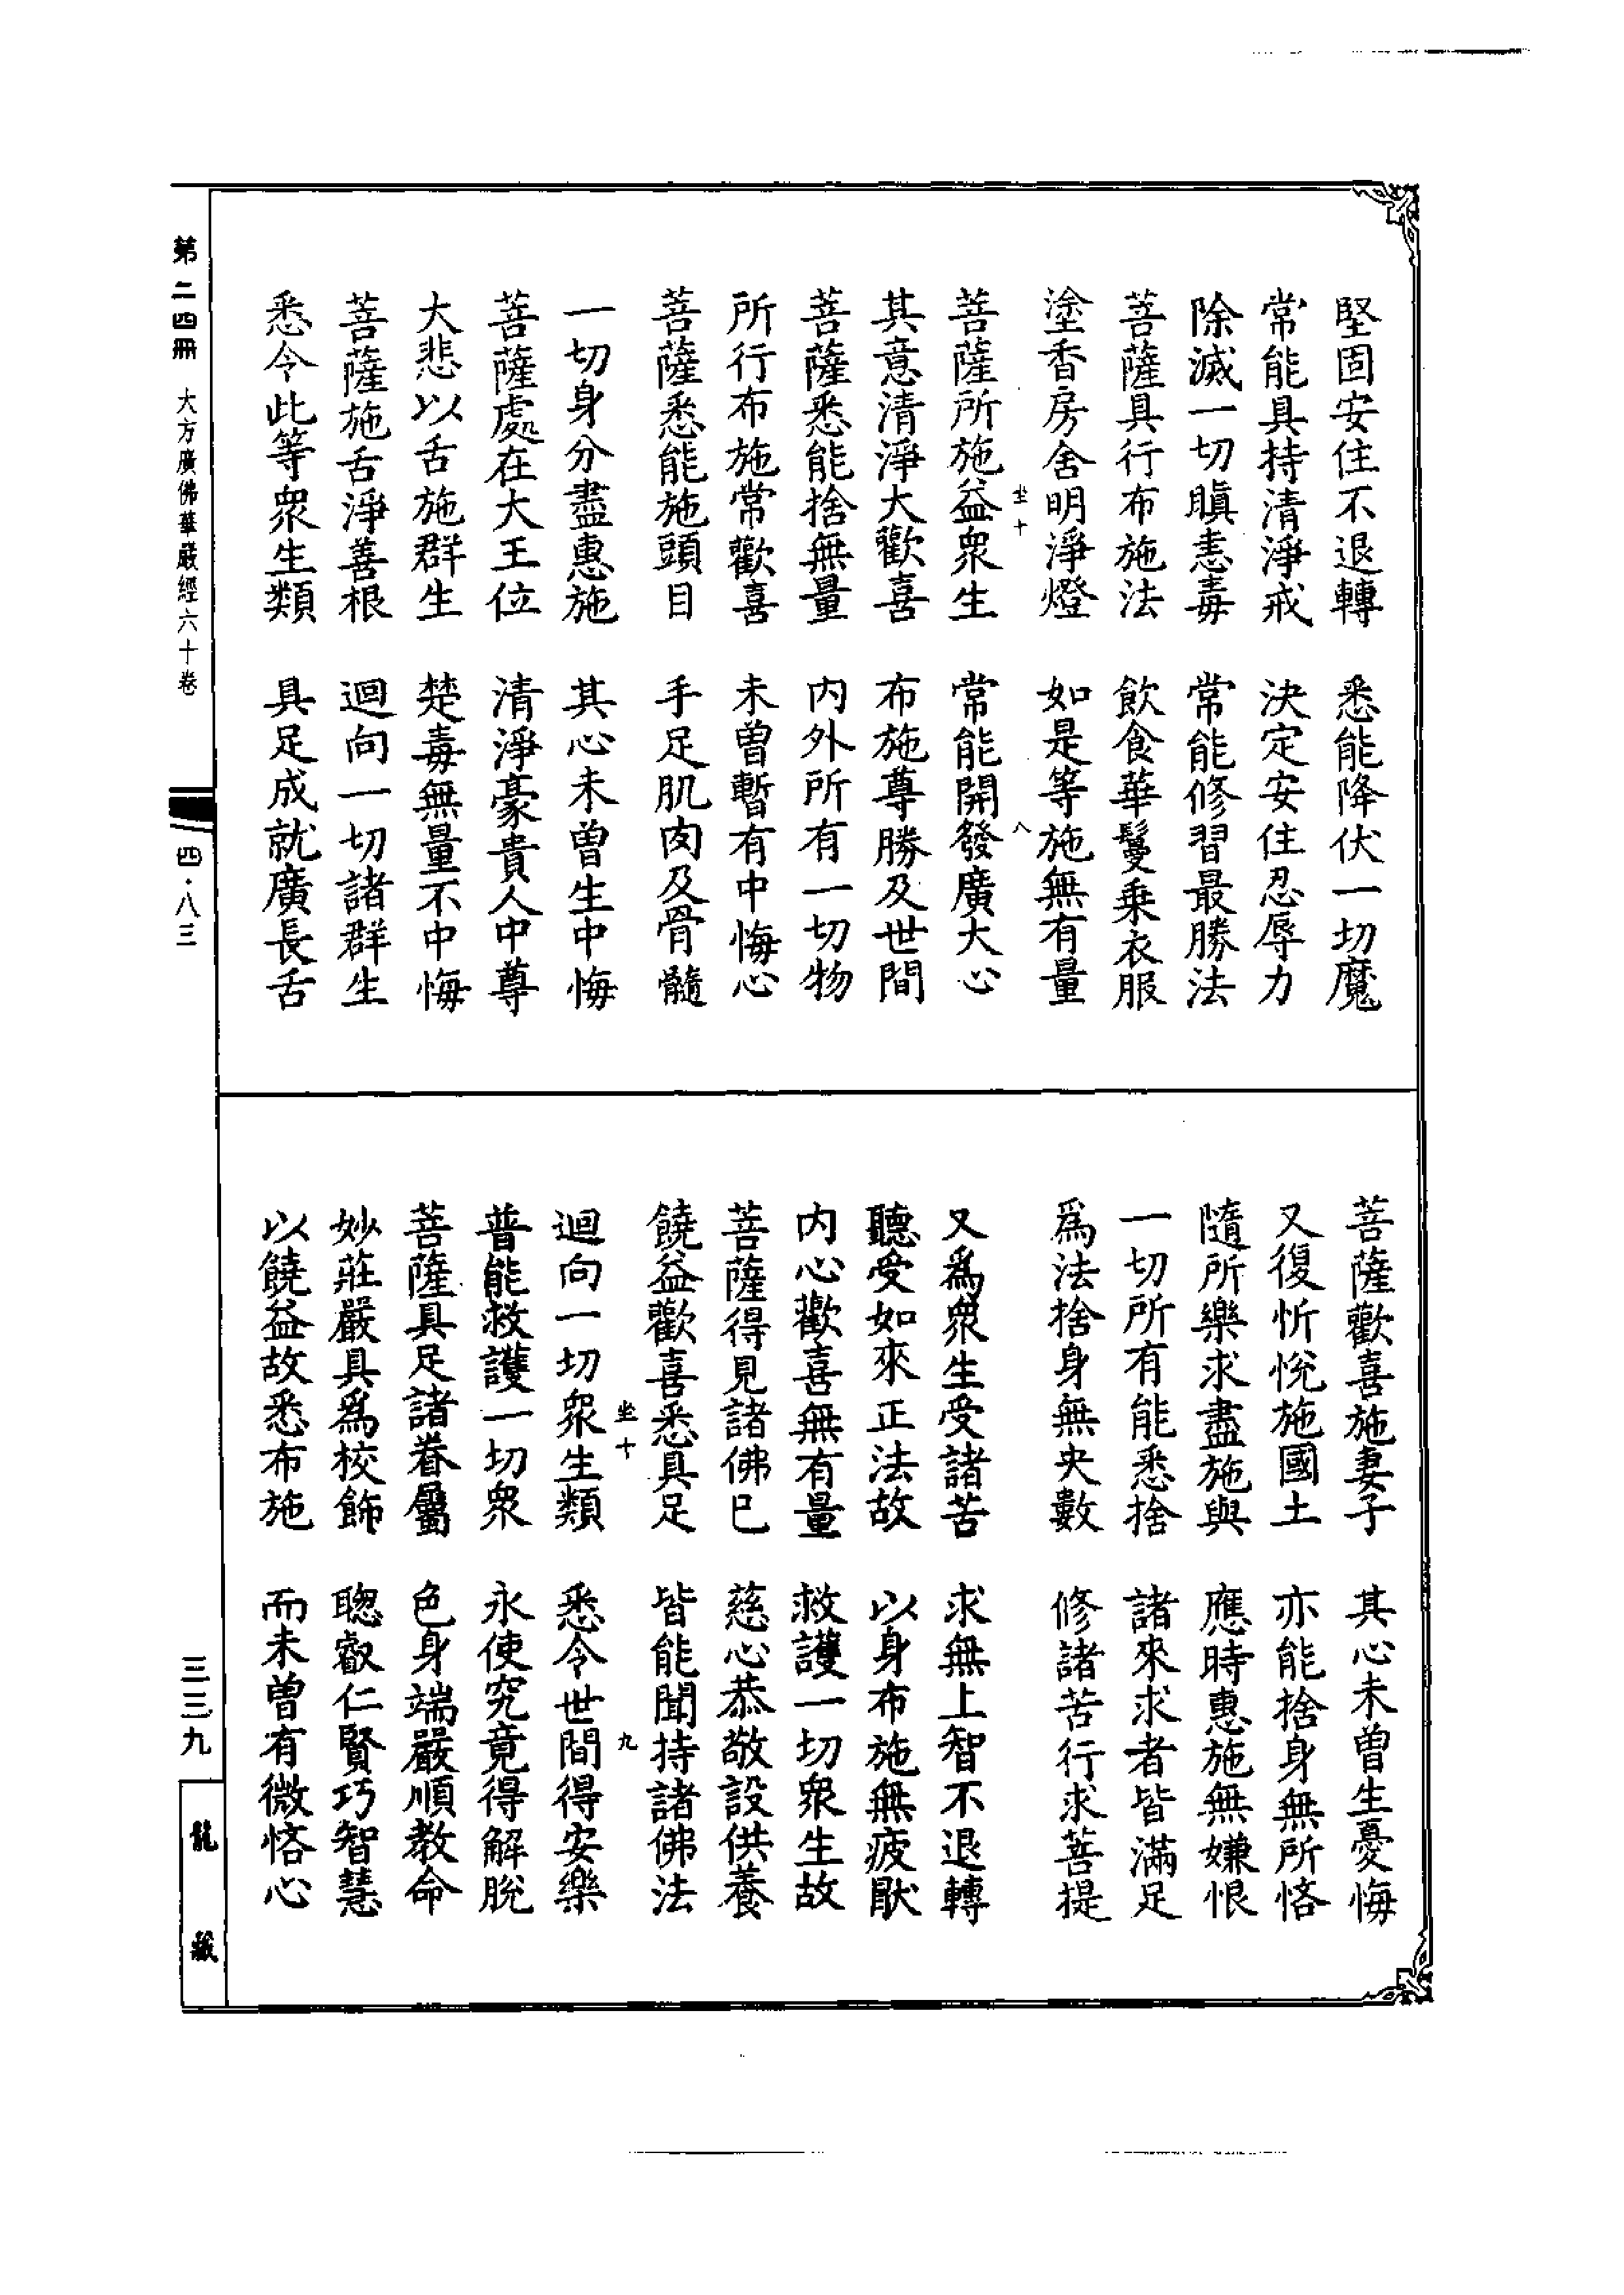 堅固安住不退轉　悉能降伏一切魔
常能具持清淨戒　決定安住忍辱力
除滅一切瞋恚毒　常能修習最勝法
菩薩具行布施法　飲食華鬘乘衣服
塗香房舍明淨燈　如是等施無有量
坐十　八
菩薩所施益衆生　常能開發廣大心
其意清淨大歡喜　布施尊勝及世間
菩薩悉能捨無量　内外所有一切物
所行布施常歡喜　未曾暫有中悔心
菩薩悉能施頭目　手足肌肉及骨髓
一切身分盡惠施　其心未曾生中悔
菩薩處在大王位　清淨豪貴人中尊
大悲以舌施群生　楚毒無量不中悔
菩薩施舌淨善根　迴向一切諸群生
悉令此等衆生類　具足成就廣長舌
菩薩歡喜施妻子　其心未曾生憂悔
又復忻悅施國土　亦能捨身無所悋
隨所樂求盡施與　應時惠施無嫌恨
一切所有能悉捨　諸來求者皆滿足
爲法捨身無央數　修諸苦行求菩提
又爲衆生受諸苦　求無上智不退轉
聽受如來正法故　以身布施無疲猒
内心歡喜無有量　救護一切衆生故
菩薩得見諸佛已　慈心恭敬設供養
饒益歡喜悉具足　皆能聞持諸佛法
坐十　九
迴向一切衆生類　悉令世間得安樂
普能救護一切衆　永使究竟得解脫
菩薩具足諸眷屬　色身端嚴順教命
妙莊嚴具爲校飾　聰叡仁賢巧智慧
以饒益故悉布施　而未曾有微悋心
第二四冊　大方廣佛華嚴經六十卷　四·八三
三三九　龍藏